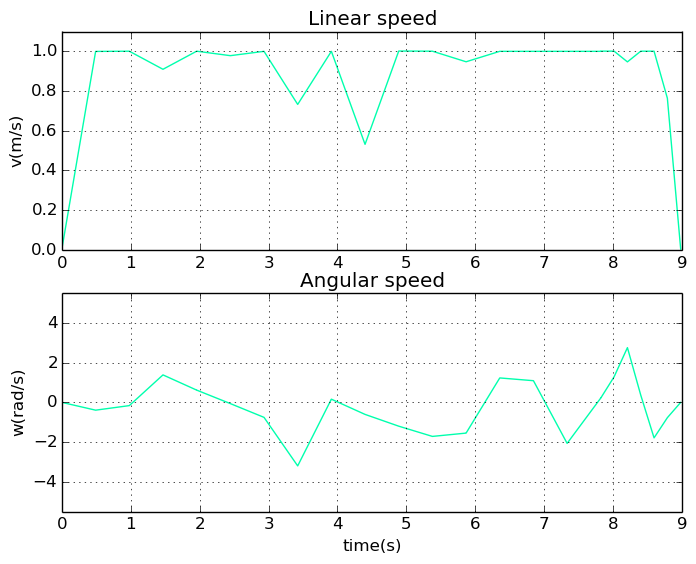 Linear speed
1.0
0.8
0.6
0.4
0.2
0.0
v(m/s)
0 1 2 3 4 5 6 7 8 9
Angular speed
4
2
0
−2
−4
w(rad/s)
0 1 2 3 4 5 6 7 8 9
time(s)